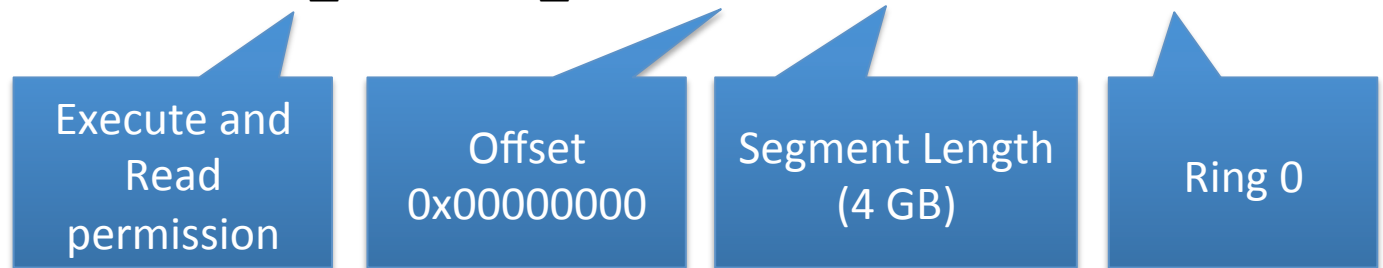 Execute and
Read
permission
Offset
0x00000000
Segment Length
(4 GB)
Ring 0